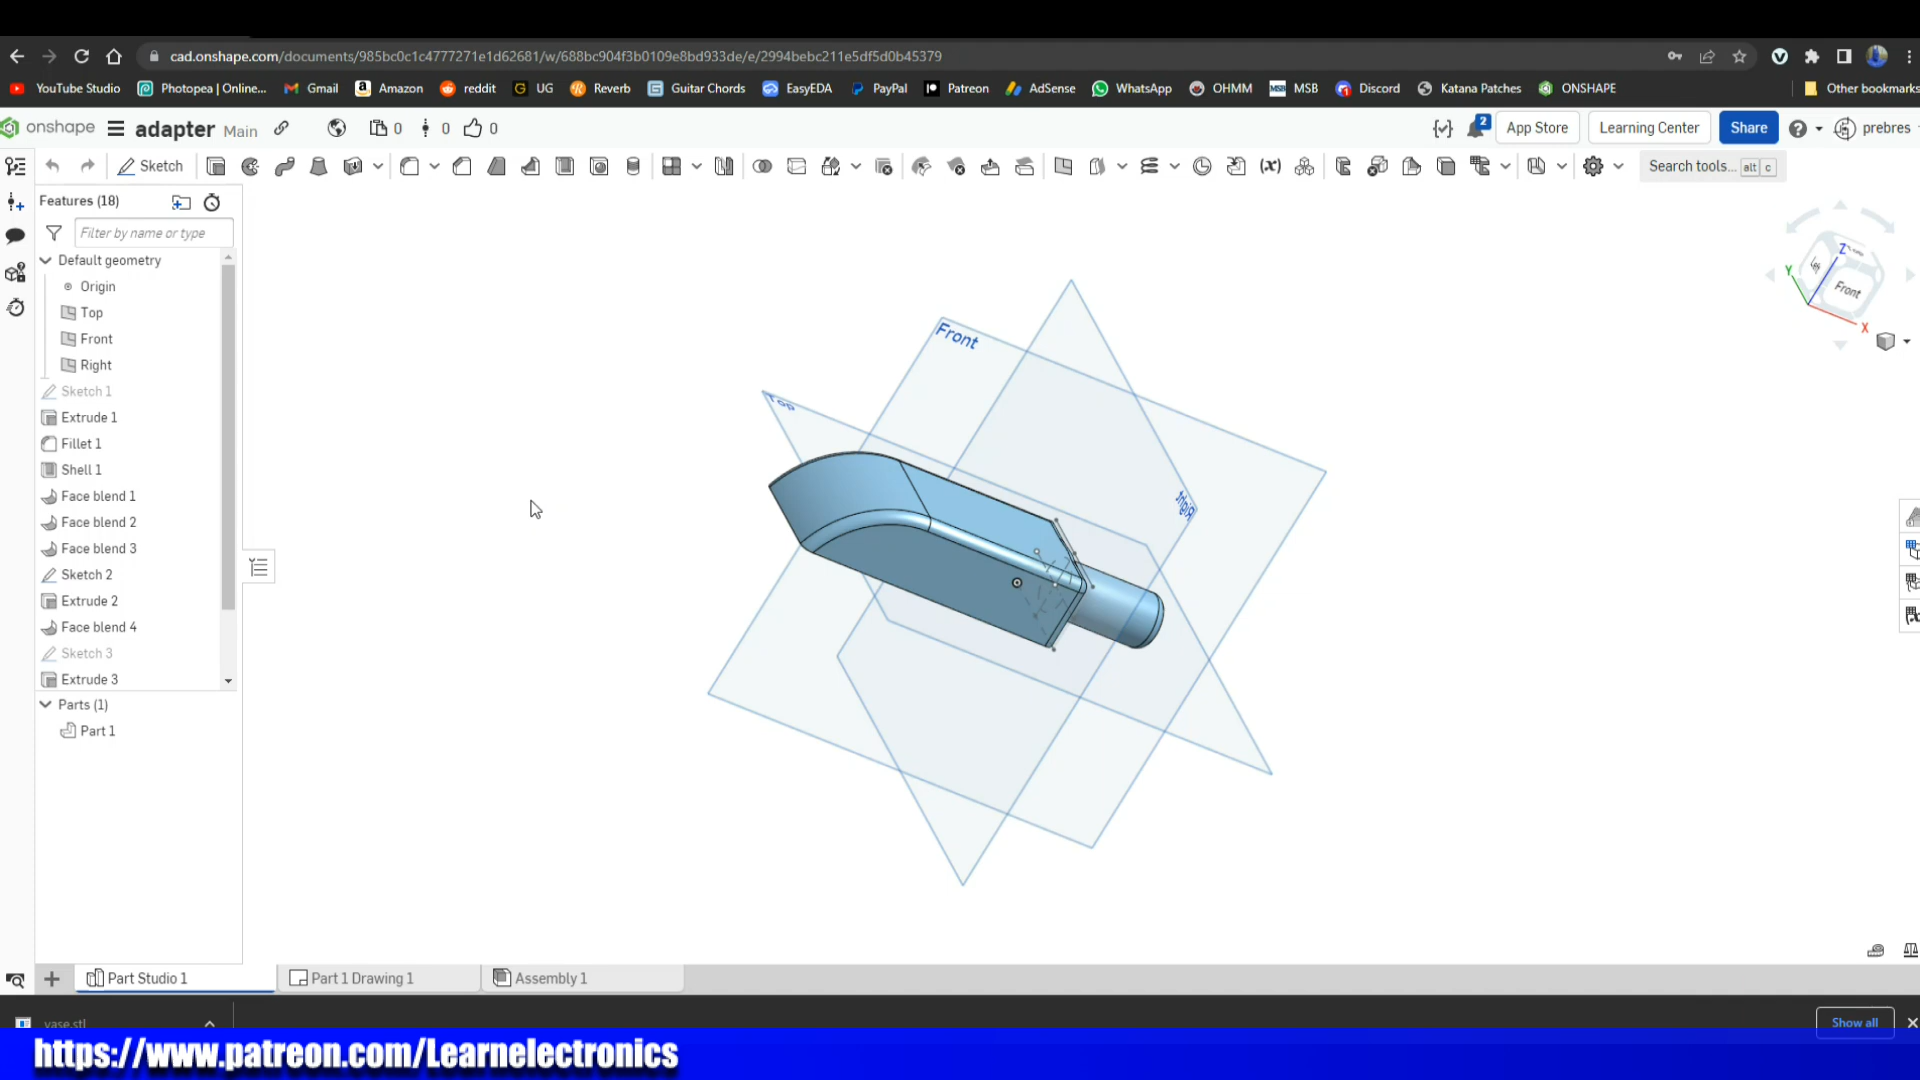 cad.onshape.com/documents/985bc0c1c4777271e1d62681/w/688bc904f3b0109e8bd933de/e/2994bebc211e5df5d0b45379
YouTube Studio Photopea | Online... Gmail Amazon reddit UG Reverb Guitar Chords EasyEDA PayPal Patreon AdSense WhatsApp OHMM MSB Discord Katana Patches ONSHAPE Other bookmarks
onshape adapter Main 0 0 0 2 App Store Learning Center Share prebres
Sketch Search tools... alt c
Features (18)
Filter by name or type
Default geometry
Origin
Top
Front
Right
Sketch 1
Extrude 1
Fillet 1
Shell 1
Face blend 1
Face blend 2
Face blend 3
Sketch 2
Extrude 2
Face blend 4
Sketch 3
Extrude 3
Parts (1)
Part 1
Front
Top
Right
Z
Y
Left
Front
X
Part Studio 1 Part 1 Drawing 1 Assembly 1
vase.stl Show all
https://www.patreon.com/Learnelectronics